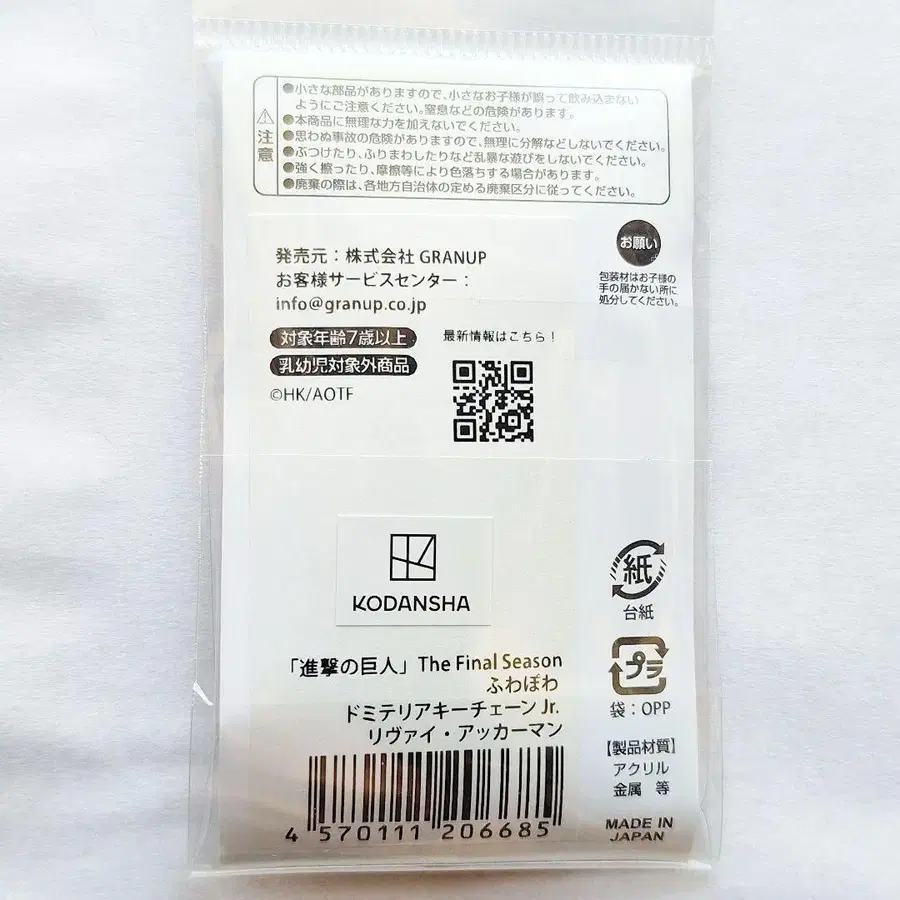 ●小さな部品がありますので、小さなお子様が誤って飲み込まない
ようにご注意ください。窒息などの危険があります。
●本商品に無理な力を加えないでください。
●思わぬ事故の危険がありますので、無理に分解などしないでください。
●ぶつけたり、ふりまわしたりなど乱暴な遊びをしないでください。
●強く擦ったり、摩擦等により色落ちする場合があります。
●廃棄の際は、各地方自治体の定める廃棄区分に従ってください。
注意
お願い
包装材はお子様の
手の届かない所に
処分してください。
発売元：株式会社 GRANUP
お客様サービスセンター：
info@granup.co.jp
対象年齢7歳以上
乳幼児対象外商品
©HK/AOTF
最新情報はこちら！
KODANSHA
「進撃の巨人」The Final Season
ふわぽわ
ドミテリアキーチェーン Jr.
リヴァイ・アッカーマン
4 570111 206685
紙
台紙
プラ
袋：OPP
【製品材質】
アクリル
金属 等
MADE IN
JAPAN